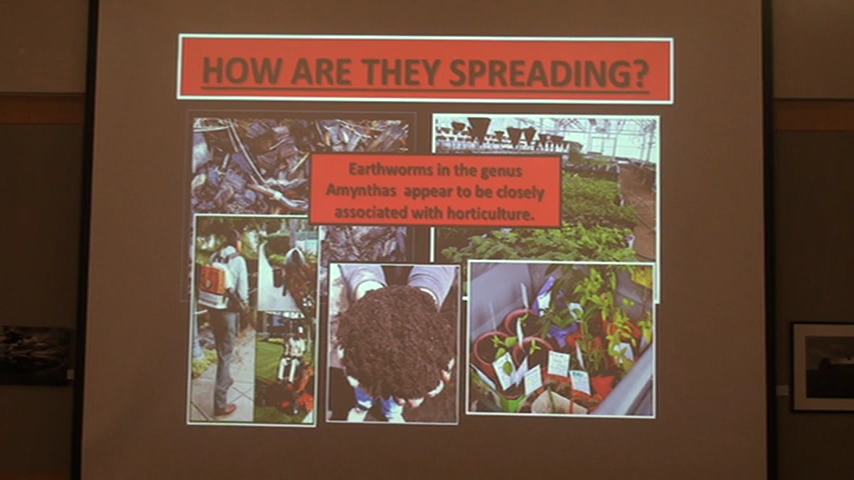 HOW ARE THEY SPREADING?
Earthworms in the genus
Amynthas appear to be closely
associated with horticulture.